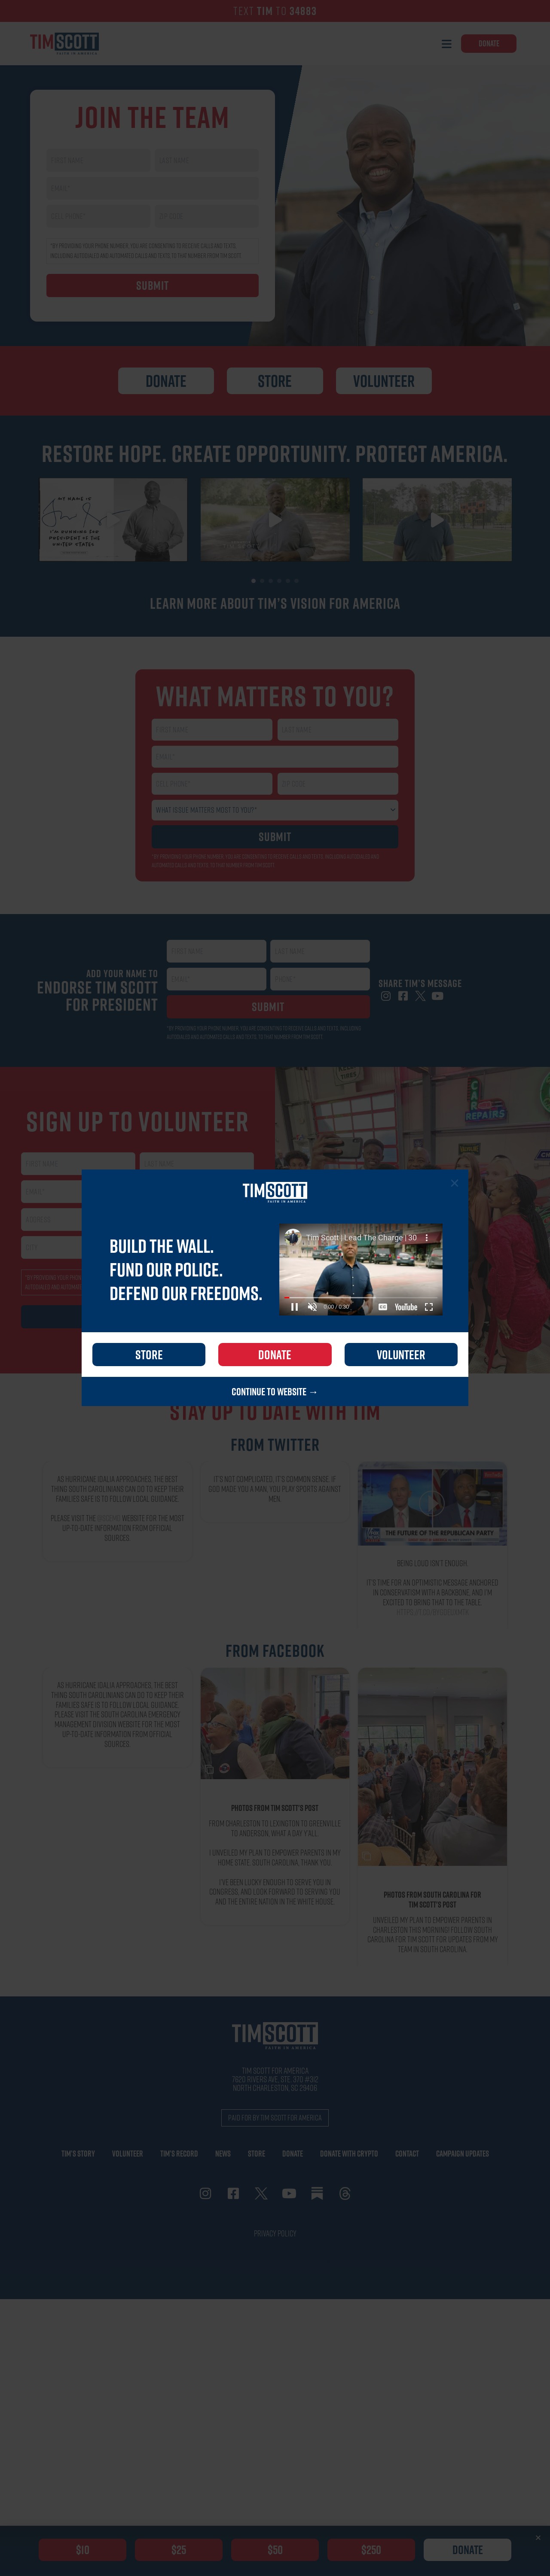 TEXT TIM TO 34883
TIM SCOTT
FAITH IN AMERICA
DONATE
JOIN THE TEAM
SUBMIT
DONATE
STORE
VOLUNTEER
RESTORE HOPE. CREATE OPPORTUNITY. PROTECT AMERICA.
MY NAME IS
I'M RUNNING FOR
PRESIDENT OF THE
UNITED STATES
LEARN MORE ABOUT TIM'S VISION FOR AMERICA
WHAT MATTERS TO YOU?
FIRST NAME
LAST NAME
EMAIL
CELL PHONE
ZIP CODE
WHAT ISSUE MATTERS MOST TO YOU?*
SUBMIT
ADD YOUR NAME TO
ENDORSE TIM SCOTT
FOR PRESIDENT
FIRST NAME
LAST NAME
EMAIL
PHONE
SUBMIT
SHARE TIM'S MESSAGE
SIGN UP TO VOLUNTEER
CAR
REPAIRS
TIM SCOTT
FAITH IN AMERICA
BUILD THE WALL.
FUND OUR POLICE.
DEFEND OUR FREEDOMS.
Tim Scott | Lead The Charge | 30
0:00 / 0:30
YouTube
STORE
DONATE
VOLUNTEER
CONTINUE TO WEBSITE →
STAY UP TO DATE WITH TIM
FROM TWITTER
AS HURRICANE IDALIA APPROACHES, THE BEST
THING SOUTH CAROLINIANS CAN DO TO KEEP THEIR
FAMILIES SAFE IS TO FOLLOW LOCAL GUIDANCE.
PLEASE VISIT THE @SCEMD WEBSITE FOR THE MOST
UP-TO-DATE INFORMATION FROM OFFICIAL
SOURCES.
IT'S NOT COMPLICATED, IT'S COMMON SENSE. IF
GOD MADE YOU A MAN, YOU PLAY SPORTS AGAINST
MEN.
THE FUTURE OF THE REPUBLICAN PARTY
BEING LOUD ISN'T ENOUGH.
IT'S TIME FOR AN OPTIMISTIC MESSAGE ANCHORED
IN CONSERVATISM WITH A BACKBONE, AND I'M
EXCITED TO BRING THAT TO THE TABLE.
FROM FACEBOOK
AS HURRICANE IDALIA APPROACHES, THE BEST
THING SOUTH CAROLINIANS CAN DO TO KEEP THEIR
FAMILIES SAFE IS TO FOLLOW LOCAL GUIDANCE.
PLEASE VISIT THE SOUTH CAROLINA EMERGENCY
MANAGEMENT DIVISION WEBSITE FOR THE MOST
UP-TO-DATE INFORMATION FROM OFFICIAL
SOURCES.
PHOTOS FROM TIM SCOTT'S POST
FROM CHARLESTON TO LEXINGTON TO GREENVILLE
TO ANDERSON, WHAT A DAY Y'ALL.
I UNVEILED MY PLAN TO EMPOWER PARENTS IN MY
HOME STATE, SOUTH CAROLINA. THANK YOU.
I'VE BEEN LUCKY ENOUGH TO SERVE YOU IN
CONGRESS, AND LOOK FORWARD TO SERVING YOU
AND THE ENTIRE NATION IN THE WHITE HOUSE.
PHOTOS FROM SOUTH CAROLINA FOR
TIM SCOTT'S POST
UNVEILED MY PLAN TO EMPOWER PARENTS IN
CHARLESTON THIS MORNING! FOLLOW SOUTH
CAROLINA FOR TIM SCOTT FOR UPDATES FROM MY
TEAM IN SOUTH CAROLINA.
TIM SCOTT
FAITH IN AMERICA
TIM SCOTT FOR AMERICA
NORTH CHARLESTON, SC 29406
PAID FOR BY TIM SCOTT FOR AMERICA
TIM'S STORY
VOLUNTEER
TIM'S RECORD
NEWS
STORE
DONATE
DONATE WITH CRYPTO
CONTACT
CAMPAIGN UPDATES
PRIVACY POLICY
$10
$25
$50
$250
DONATE